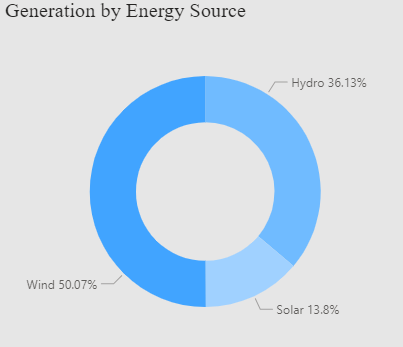 Generation by Energy Source
Hydro 36.13%
Wind 50.07%
Solar 13.8%